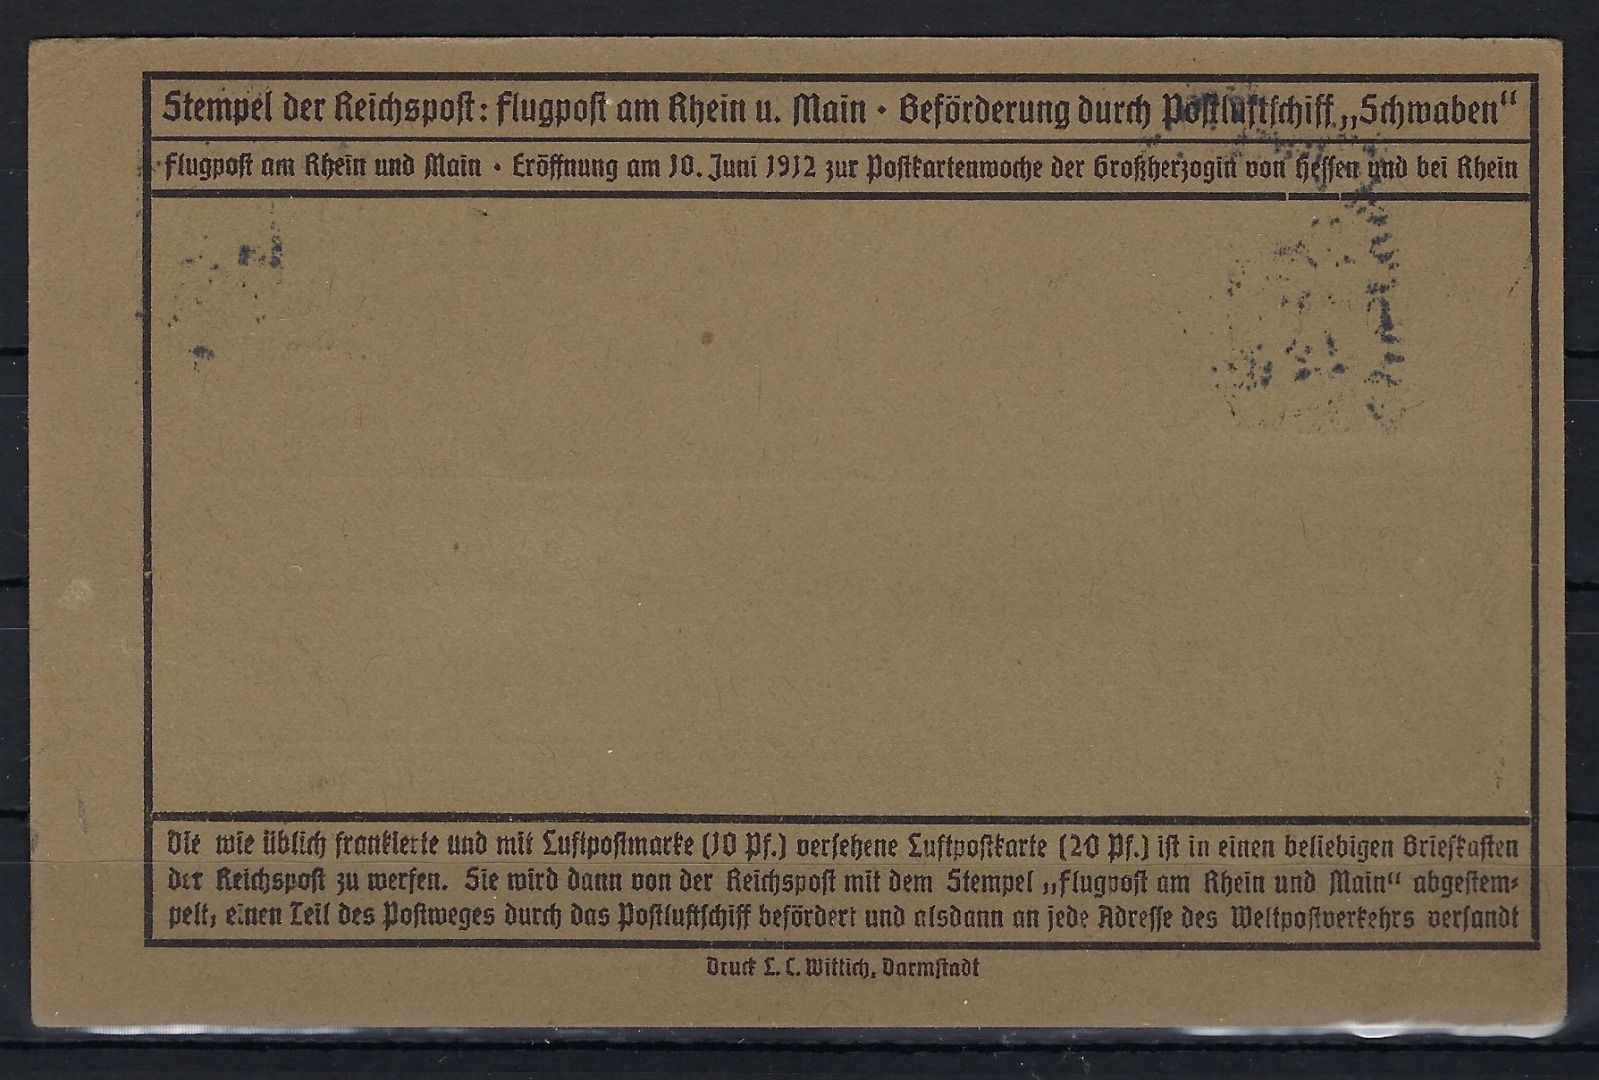 Stempel der Reichspost: Flugpost am Rhein u. Main · Beförderung durch Postluftschiff „Schwaben“
Flugpost am Rhein und Main · Eröffnung am 10. Juni 1912 zur Postkartenwoche der Großherzogin von Hessen und bei Rhein
Die wie üblich frankierte und mit Luftpostmarke (10 Pf.) versehene Luftpostkarte (20 Pf.) ist in einen beliebigen Briefkasten
der Reichspost zu werfen. Sie wird dann von der Reichspost mit dem Stempel „Flugpost am Rhein und Main“ abgestem-
pelt, einen Teil des Postweges durch das Postluftschiff befördert und alsdann an jede Adresse des Weltpostverkehrs versandt
Druck L. C. Wittich, Darmstadt